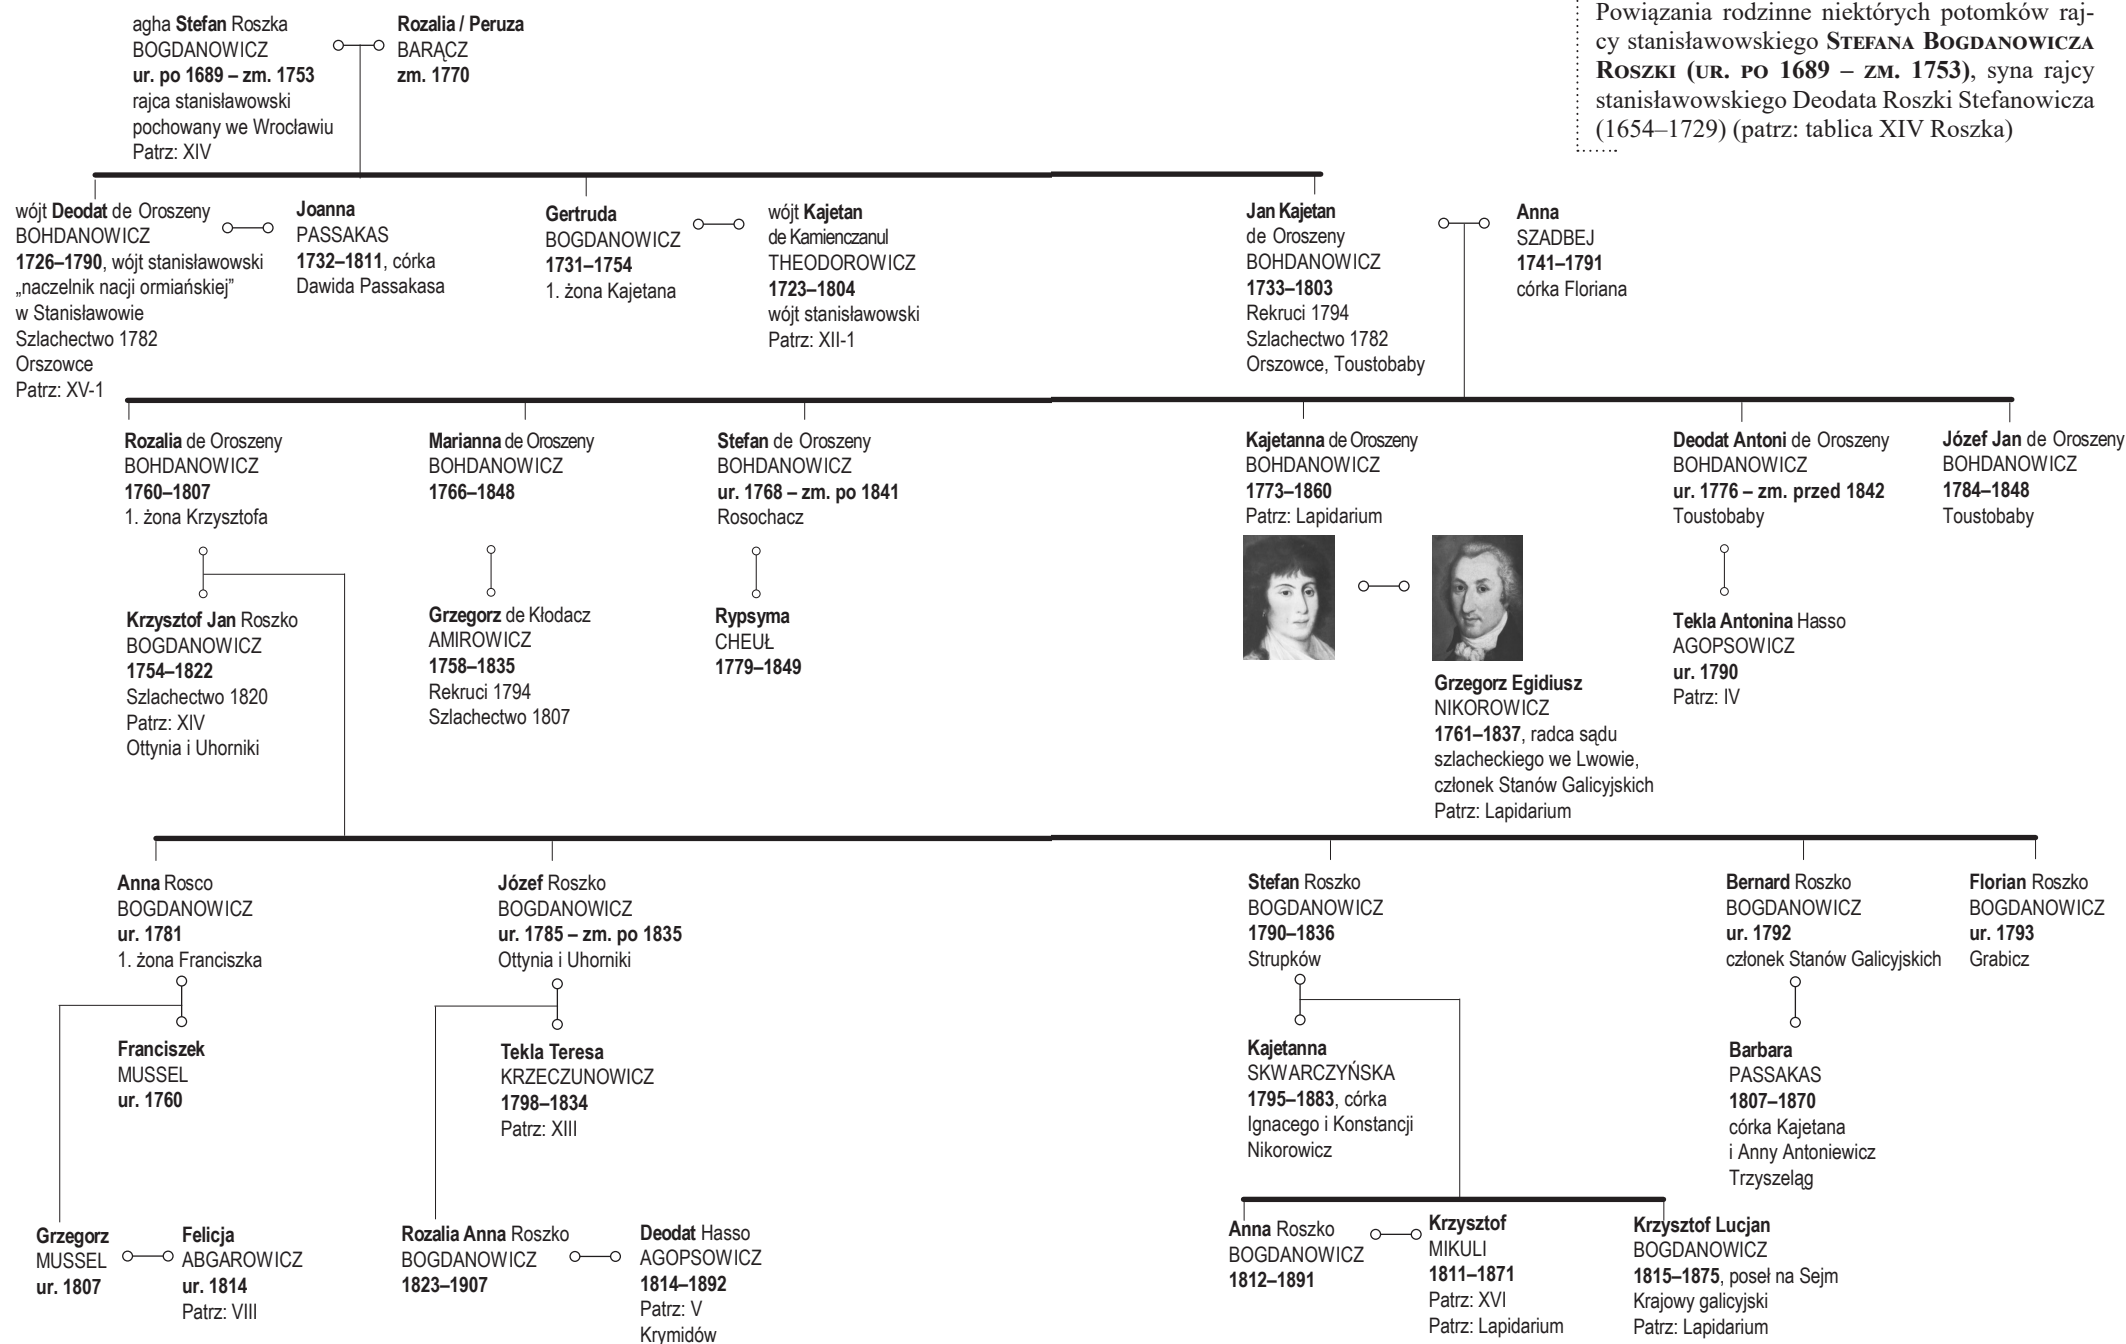 agha Stefan Roszka
BOGDANOWICZ
ur. po 1689 – zm. 1753
rajca stanisławowski
pochowany we Wrocławiu
Patrz: XIV
Rozalia / Peruza
BARĄCZ
zm. 1770
Powiązania rodzinne niektórych potomków raj-
cy stanisławowskiego STEFANA BOGDANOWICZA
ROSZKI (UR. PO 1689 – ZM. 1753), syna rajcy
stanisławowskiego Deodata Roszki Stefanowicza
(1654–1729) (patrz: tablica XIV Roszka)
wójt Deodat de Oroszeny
BOHDANOWICZ
1726–1790, wójt stanisławowski
„naczelnik nacji ormiańskiej”
w Stanisławowie
Szlachectwo 1782
Orszowce
Patrz: XV-1
Joanna
PASSAKAS
1732–1811, córka
Dawida Passakasa
Gertruda
BOGDANOWICZ
1731–1754
1. żona Kajetana
wójt Kajetan
de Kamienczanul
THEODOROWICZ
1723–1804
wójt stanisławowski
Patrz: XII-1
Jan Kajetan
de Oroszeny
BOHDANOWICZ
1733–1803
Rekruci 1794
Szlachectwo 1782
Orszowce, Toustobaby
Anna
SZADBEJ
1741–1791
córka Floriana
Rozalia de Oroszeny
BOHDANOWICZ
1760–1807
1. żona Krzysztofa
Krzysztof Jan Roszko
BOGDANOWICZ
1754–1822
Szlachectwo 1820
Patrz: XIV
Ottynia i Uhorniki
Marianna de Oroszeny
BOHDANOWICZ
1766–1848
Grzegorz de Kłodacz
AMIROWICZ
1758–1835
Rekruci 1794
Szlachectwo 1807
Stefan de Oroszeny
BOHDANOWICZ
ur. 1768 – zm. po 1841
Rosochacz
Rypsyma
CHEUŁ
1779–1849
Kajetanna de Oroszeny
BOHDANOWICZ
1773–1860
Patrz: Lapidarium
Grzegorz Egidiusz
NIKOROWICZ
1761–1837, radca sądu
szlacheckiego we Lwowie,
członek Stanów Galicyjskich
Patrz: Lapidarium
Deodat Antoni de Oroszeny
BOHDANOWICZ
ur. 1776 – zm. przed 1842
Toustobaby
Tekla Antonina Hasso
AGOPSOWICZ
ur. 1790
Patrz: IV
Józef Jan de Oroszeny
BOHDANOWICZ
1784–1848
Toustobaby
Anna Rosco
BOGDANOWICZ
ur. 1781
1. żona Franciszka
Franciszek
MUSSEL
ur. 1760
Józef Roszko
BOGDANOWICZ
ur. 1785 – zm. po 1835
Ottynia i Uhorniki
Tekla Teresa
KRZECZUNOWICZ
1798–1834
Patrz: XIII
Stefan Roszko
BOGDANOWICZ
1790–1836
Strupków
Kajetanna
SKWARCZYŃSKA
1795–1883, córka
Ignacego i Konstancji
Nikorowicz
Bernard Roszko
BOGDANOWICZ
ur. 1792
członek Stanów Galicyjskich
Barbara
PASSAKAS
1807–1870
córka Kajetana
i Anny Antoniewicz
Trzyszeląg
Florian Roszko
BOGDANOWICZ
ur. 1793
Grabicz
Grzegorz
MUSSEL
ur. 1807
Felicja
ABGAROWICZ
ur. 1814
Patrz: VIII
Rozalia Anna Roszko
BOGDANOWICZ
1823–1907
Deodat Hasso
AGOPSOWICZ
1814–1892
Patrz: V
Krymidów
Anna Roszko
BOGDANOWICZ
1812–1891
Krzysztof
MIKULI
1811–1871
Patrz: XVI
Patrz: Lapidarium
Krzysztof Lucjan
BOGDANOWICZ
1815–1875, poseł na Sejm
Krajowy galicyjski
Patrz: Lapidarium